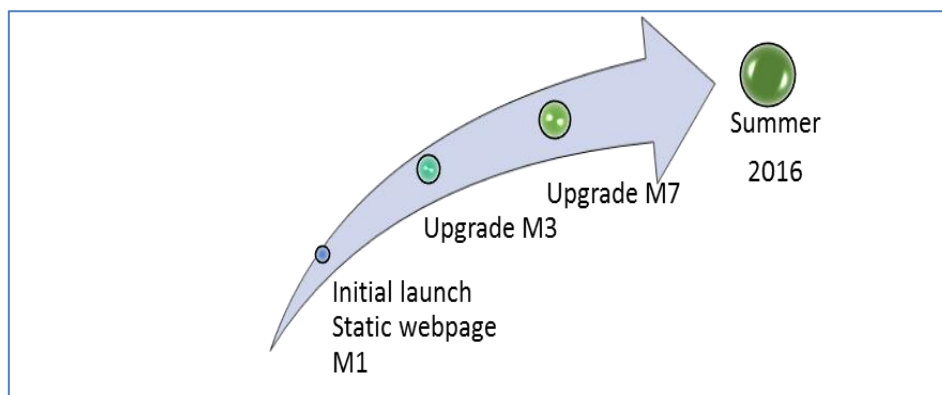 Initial launch
Static webpage
M1
Upgrade M3
Upgrade M7
Summer
2016